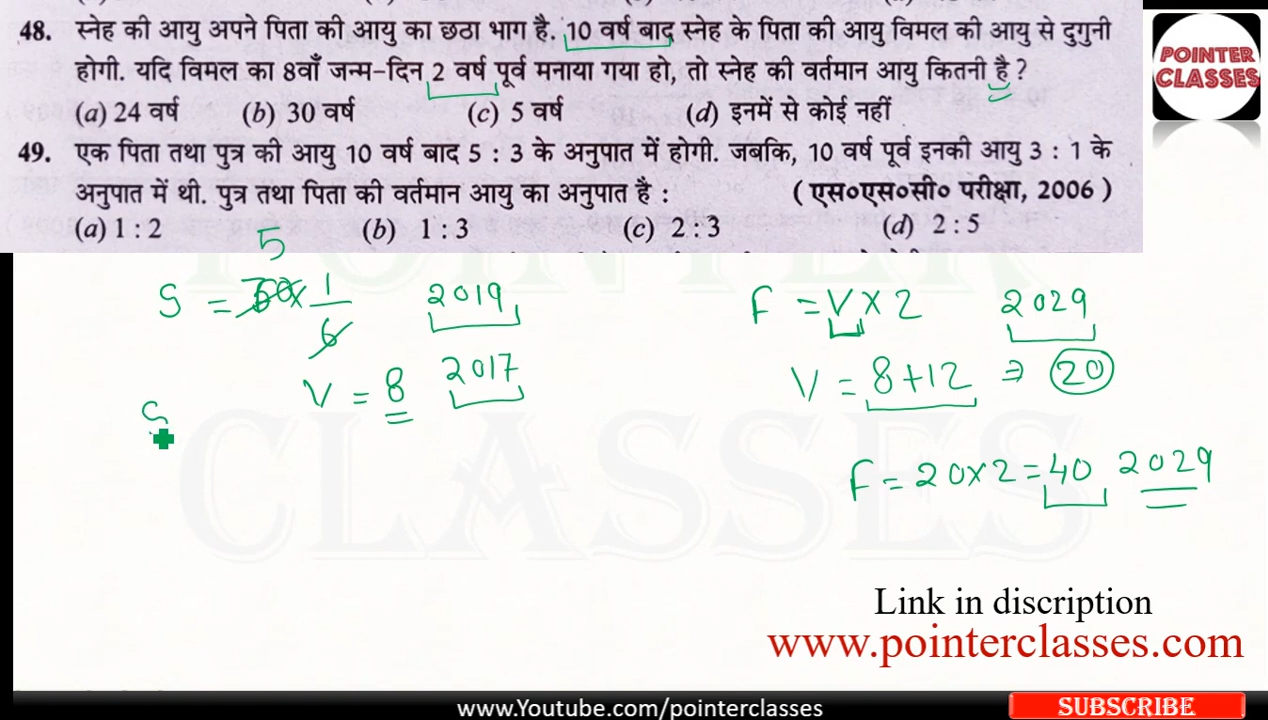 48. स्नेह की आयु अपने पिता की आयु का छठा भाग है. 10 वर्ष बाद स्नेह के पिता की आयु विमल की आयु से दुगुनी
होगी. यदि विमल का 8वाँ जन्म-दिन 2 वर्ष पूर्व मनाया गया हो, तो स्नेह की वर्तमान आयु कितनी है ?
(a) 24 वर्ष (b) 30 वर्ष (c) 5 वर्ष (d) इनमें से कोई नहीं
49. एक पिता तथा पुत्र की आयु 10 वर्ष बाद 5 : 3 के अनुपात में होगी. जबकि, 10 वर्ष पूर्व इनकी आयु 3 : 1 के
अनुपात में थी. पुत्र तथा पिता की वर्तमान आयु का अनुपात है : ( एस०एस०सी० परीक्षा, 2006 )
(a) 1 : 2 (b) 1 : 3 (c) 2 : 3 (d) 2 : 5
POINTER
CLASSES
5
S = 30 × 1/6 2019
F = V × 2 2029
V = 8 2017
V = 8 + 12 ⇒ 20
S
F = 20 × 2 = 40 2029
POINTER
CLASSES
Link in discription
www.pointerclasses.com
www.Youtube.com/pointerclasses
SUBSCRIBE